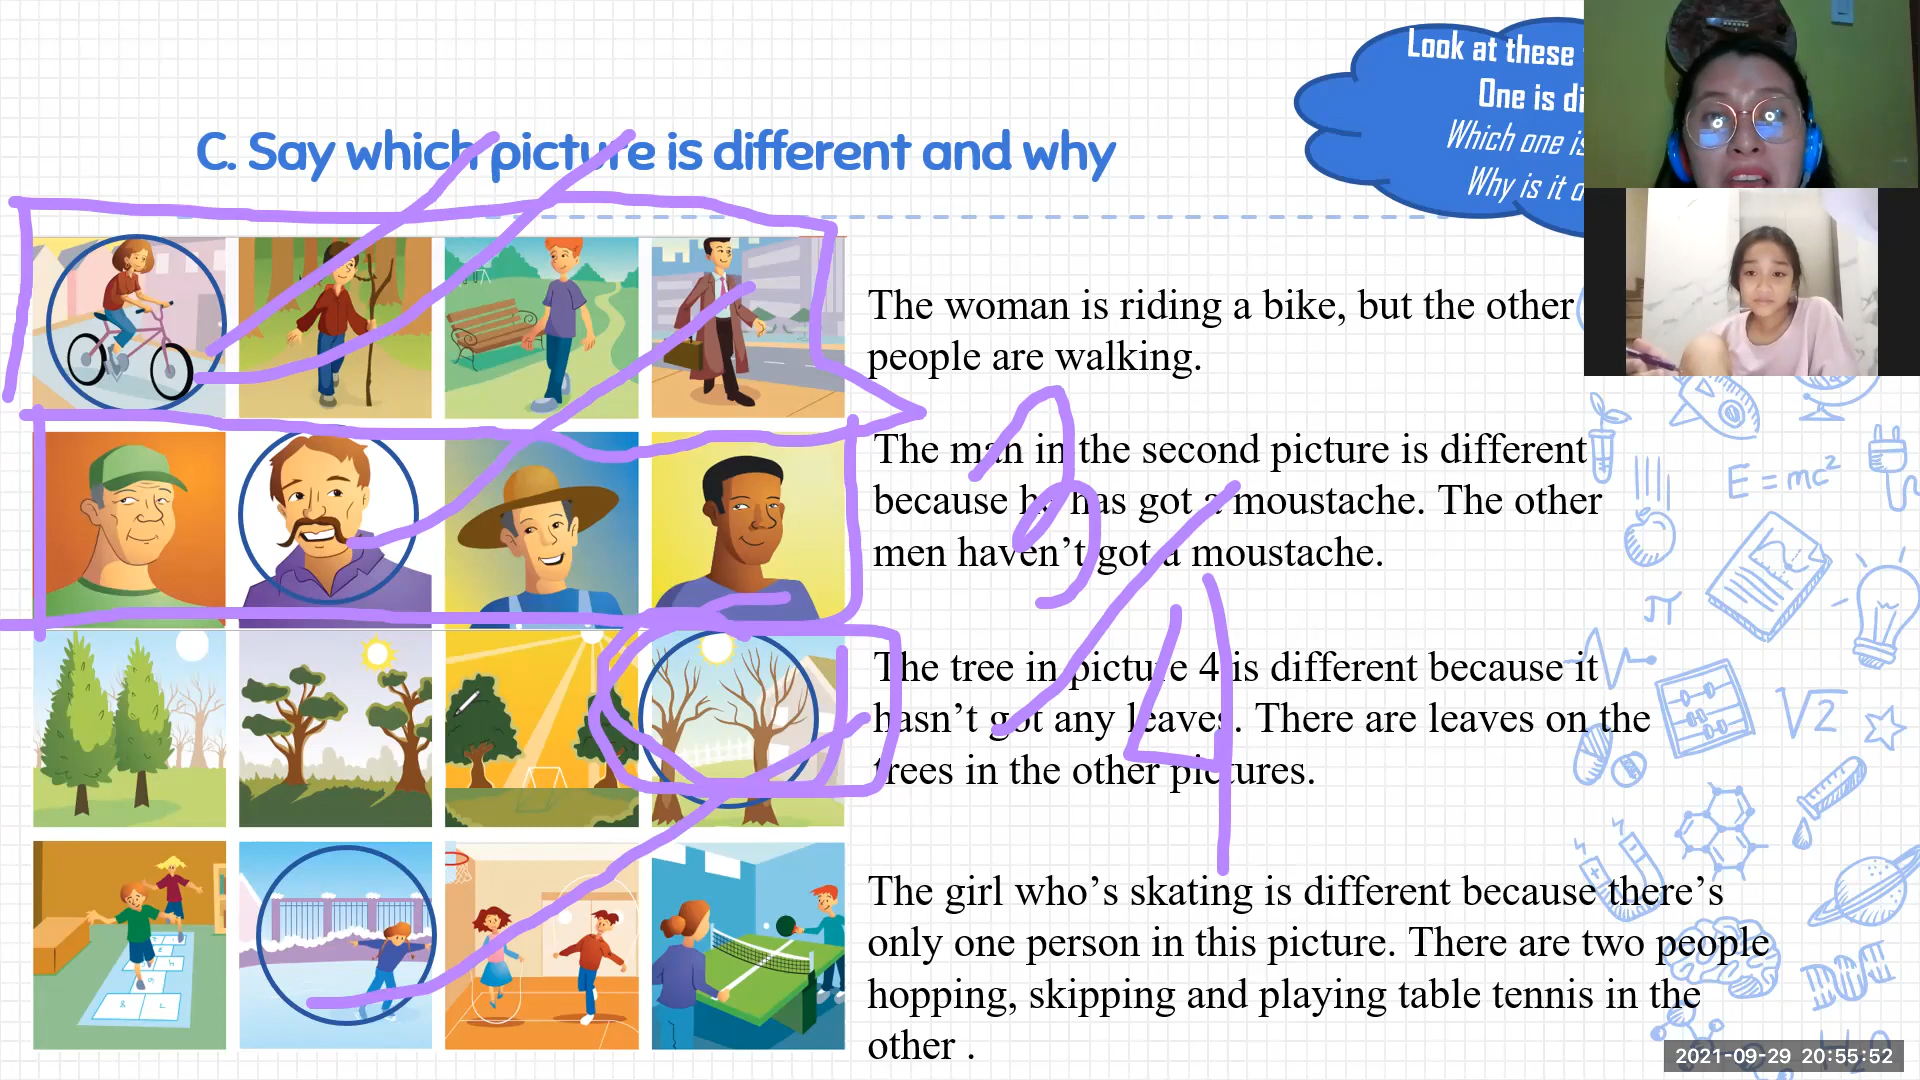 Look at these
One is di
Which one is
Why is it d
C. Say which picture is different and why
The woman is riding a bike, but the other
people are walking.
The man in the second picture is different
because he has got a moustache. The other
men haven't got a moustache.
The tree in picture 4 is different because it
hasn't got any leaves. There are leaves on the
trees in the other pictures.
The girl who's skating is different because there's
only one person in this picture. There are two people
hopping, skipping and playing table tennis in the
other .
3/4
E = mc²
π
√2
H₂O
2021-09-29 20:55:52